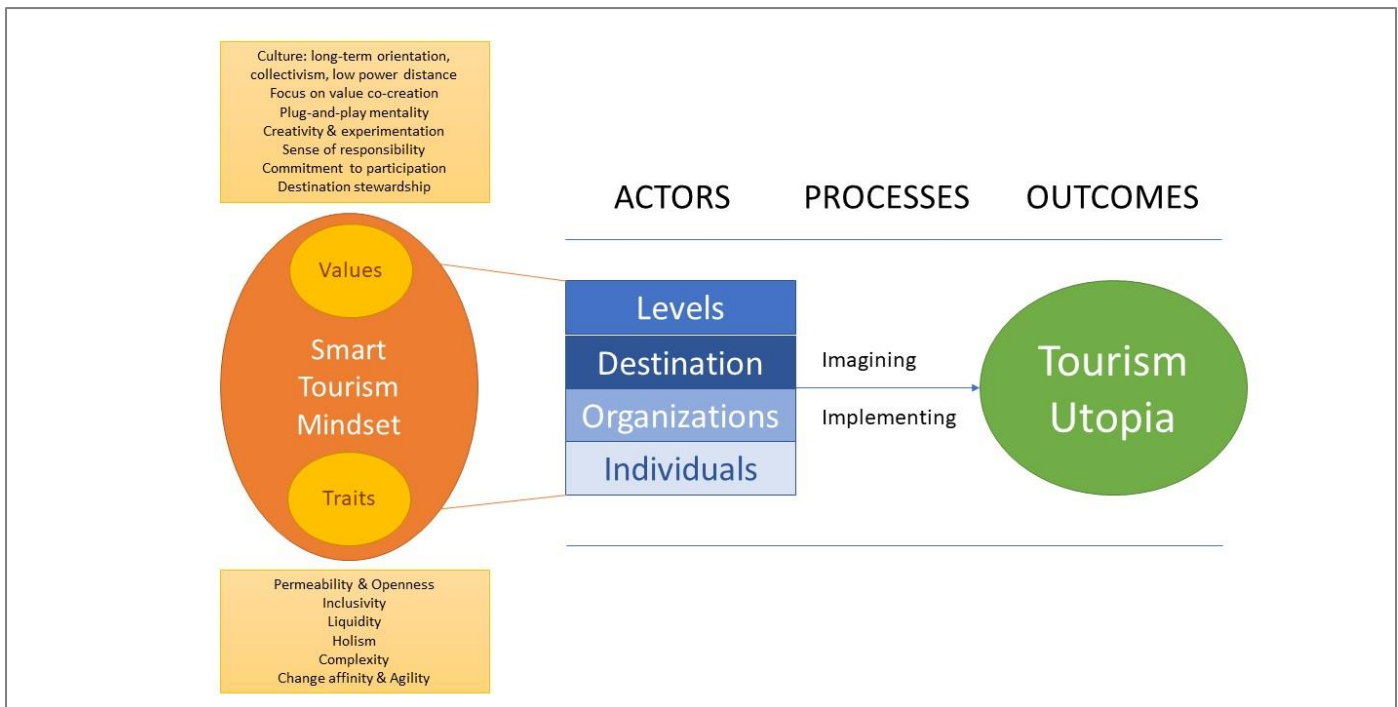 Culture: long-term orientation,
collectivism, low power distance
Focus on value co-creation
Plug-and-play mentality
Creativity & experimentation
Sense of responsibility
Commitment to participation
Destination stewardship
ACTORS
PROCESSES
OUTCOMES
Values
Smart
Tourism
Mindset
Traits
Levels
Destination
Organizations
Individuals
Imagining
Implementing
Tourism
Utopia
Permeability & Openness
Inclusivity
Liquidity
Holism
Complexity
Change affinity & Agility